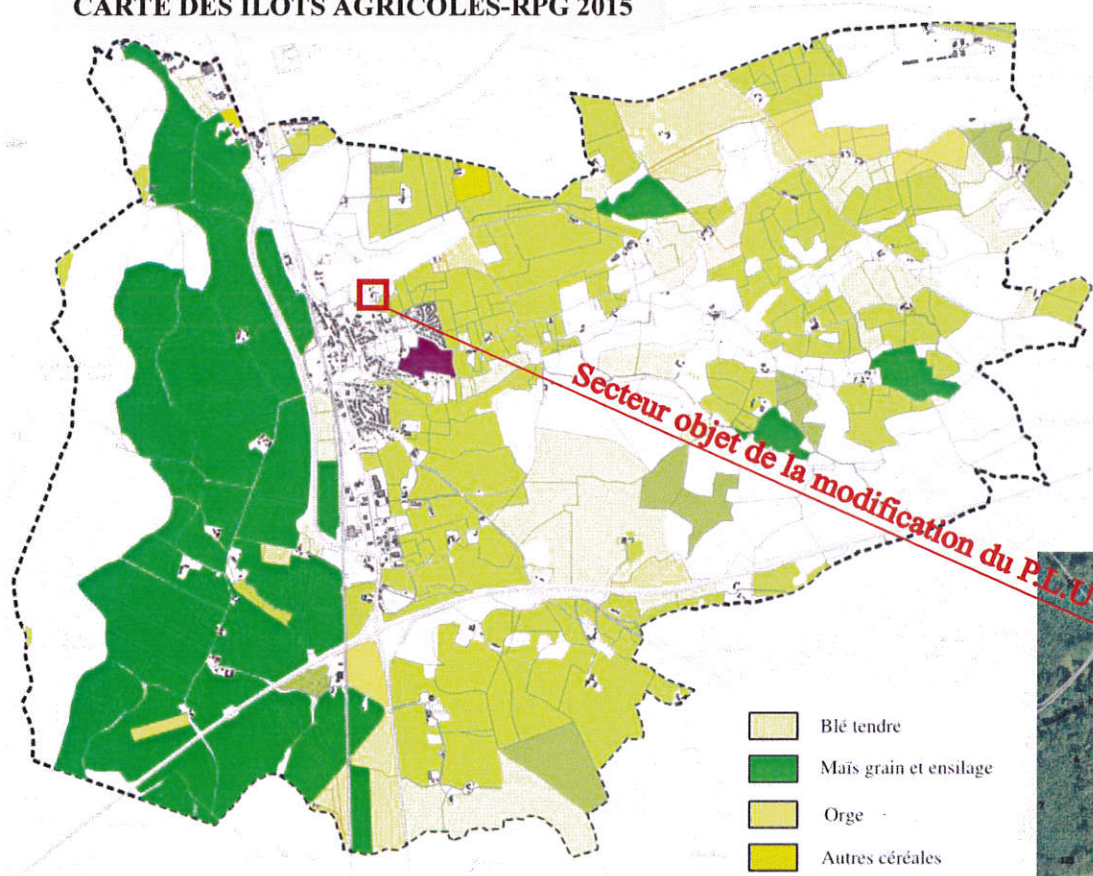 CARTE DES ILOTS AGRICOLES-RPG 2015
Secteur objet de la modification du P.L.U
Blé tendre
Maïs grain et ensilage
Orge
Autres céréales